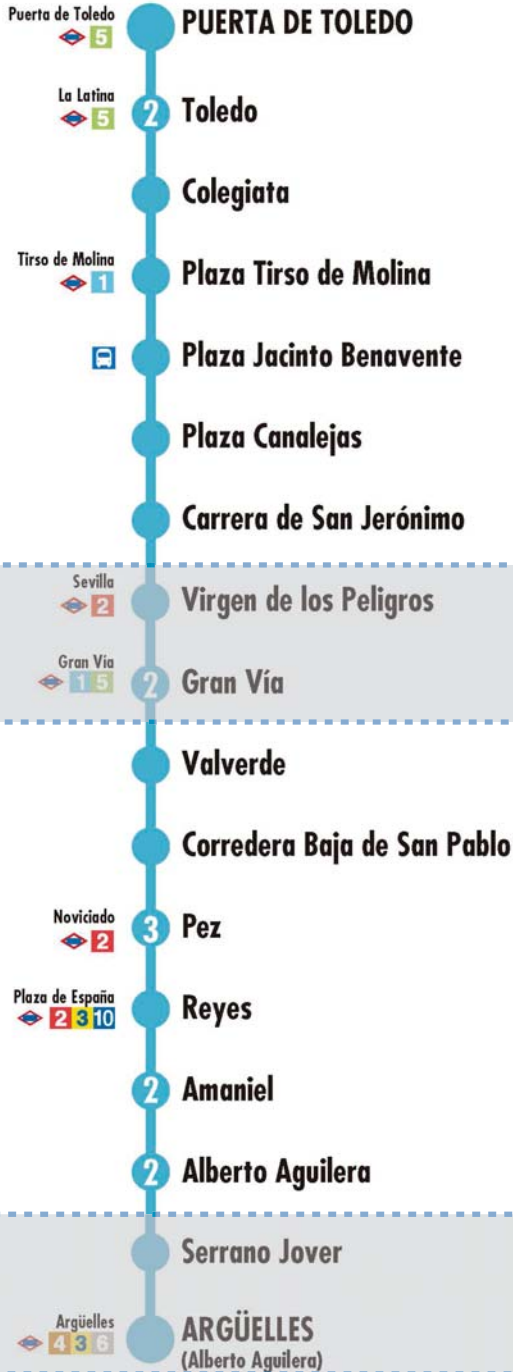 Puerta de Toledo
5
PUERTA DE TOLEDO
La Latina
5
2
Toledo
Colegiata
Tirso de Molina
1
Plaza Tirso de Molina
Plaza Jacinto Benavente
Plaza Canalejas
Carrera de San Jerónimo
Sevilla
2
Virgen de los Peligros
Gran Vía
1 5
2
Gran Vía
Valverde
Corredera Baja de San Pablo
Noviciado
2
3
Pez
Plaza de España
2 3 10
Reyes
2
Amaniel
2
Alberto Aguilera
Serrano Jover
Argüelles
4 3 6
ARGÜELLES
(Alberto Aguilera)